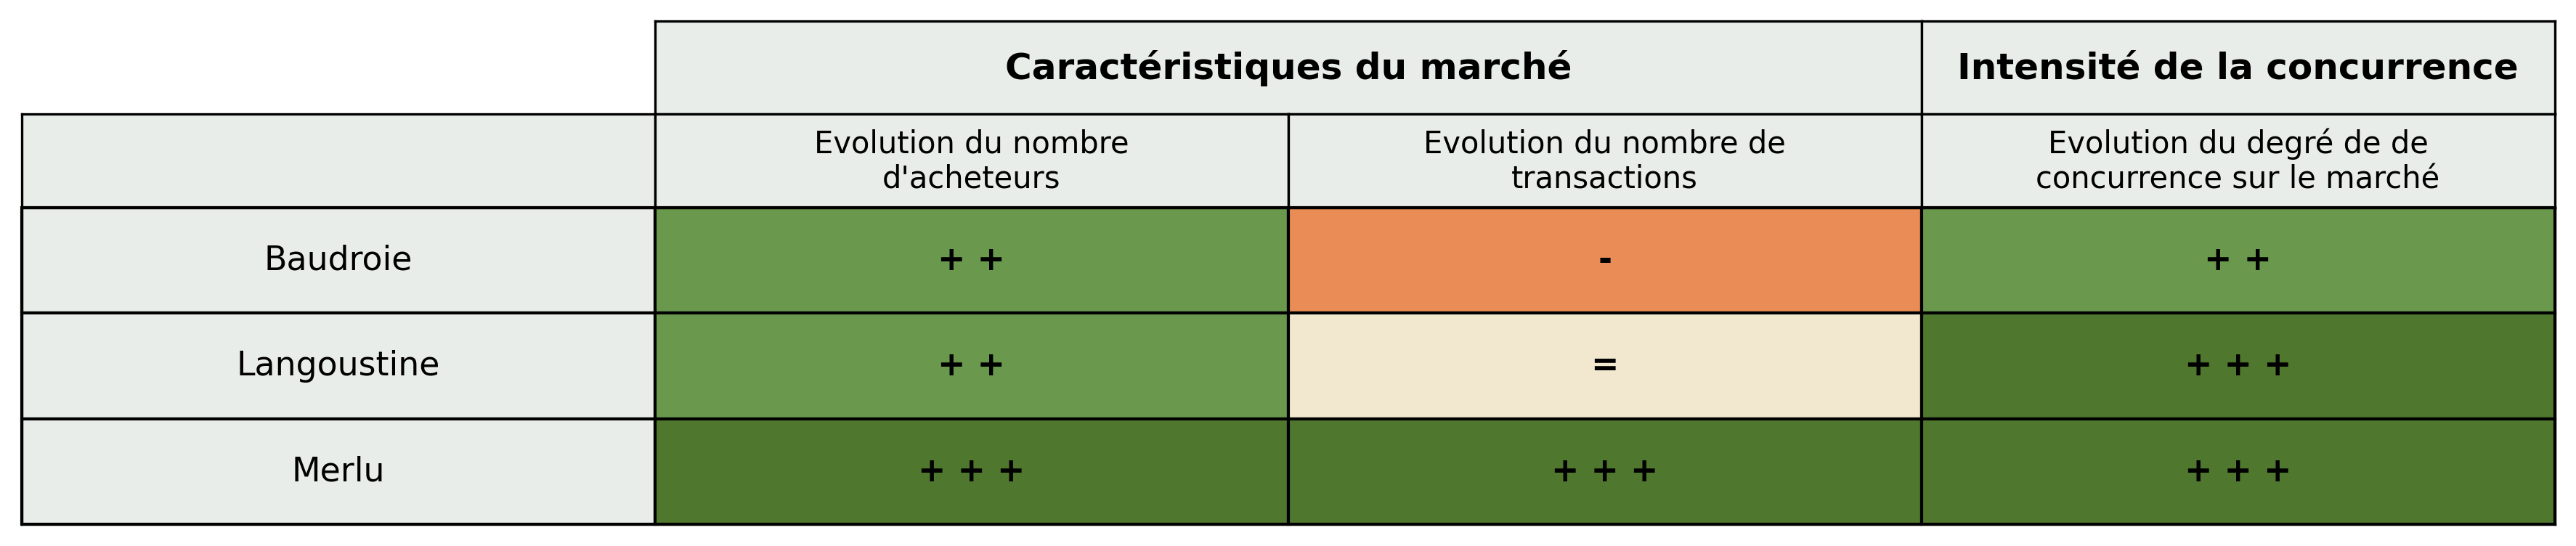 Caractéristiques du marché
Intensité de la concurrence
Evolution du nombre
d'acheteurs
Evolution du nombre de
transactions
Evolution du degré de de
concurrence sur le marché
Baudroie
+ +
-
+ +
Langoustine
+ +
=
+ + +
Merlu
+ + +
+ + +
+ + +